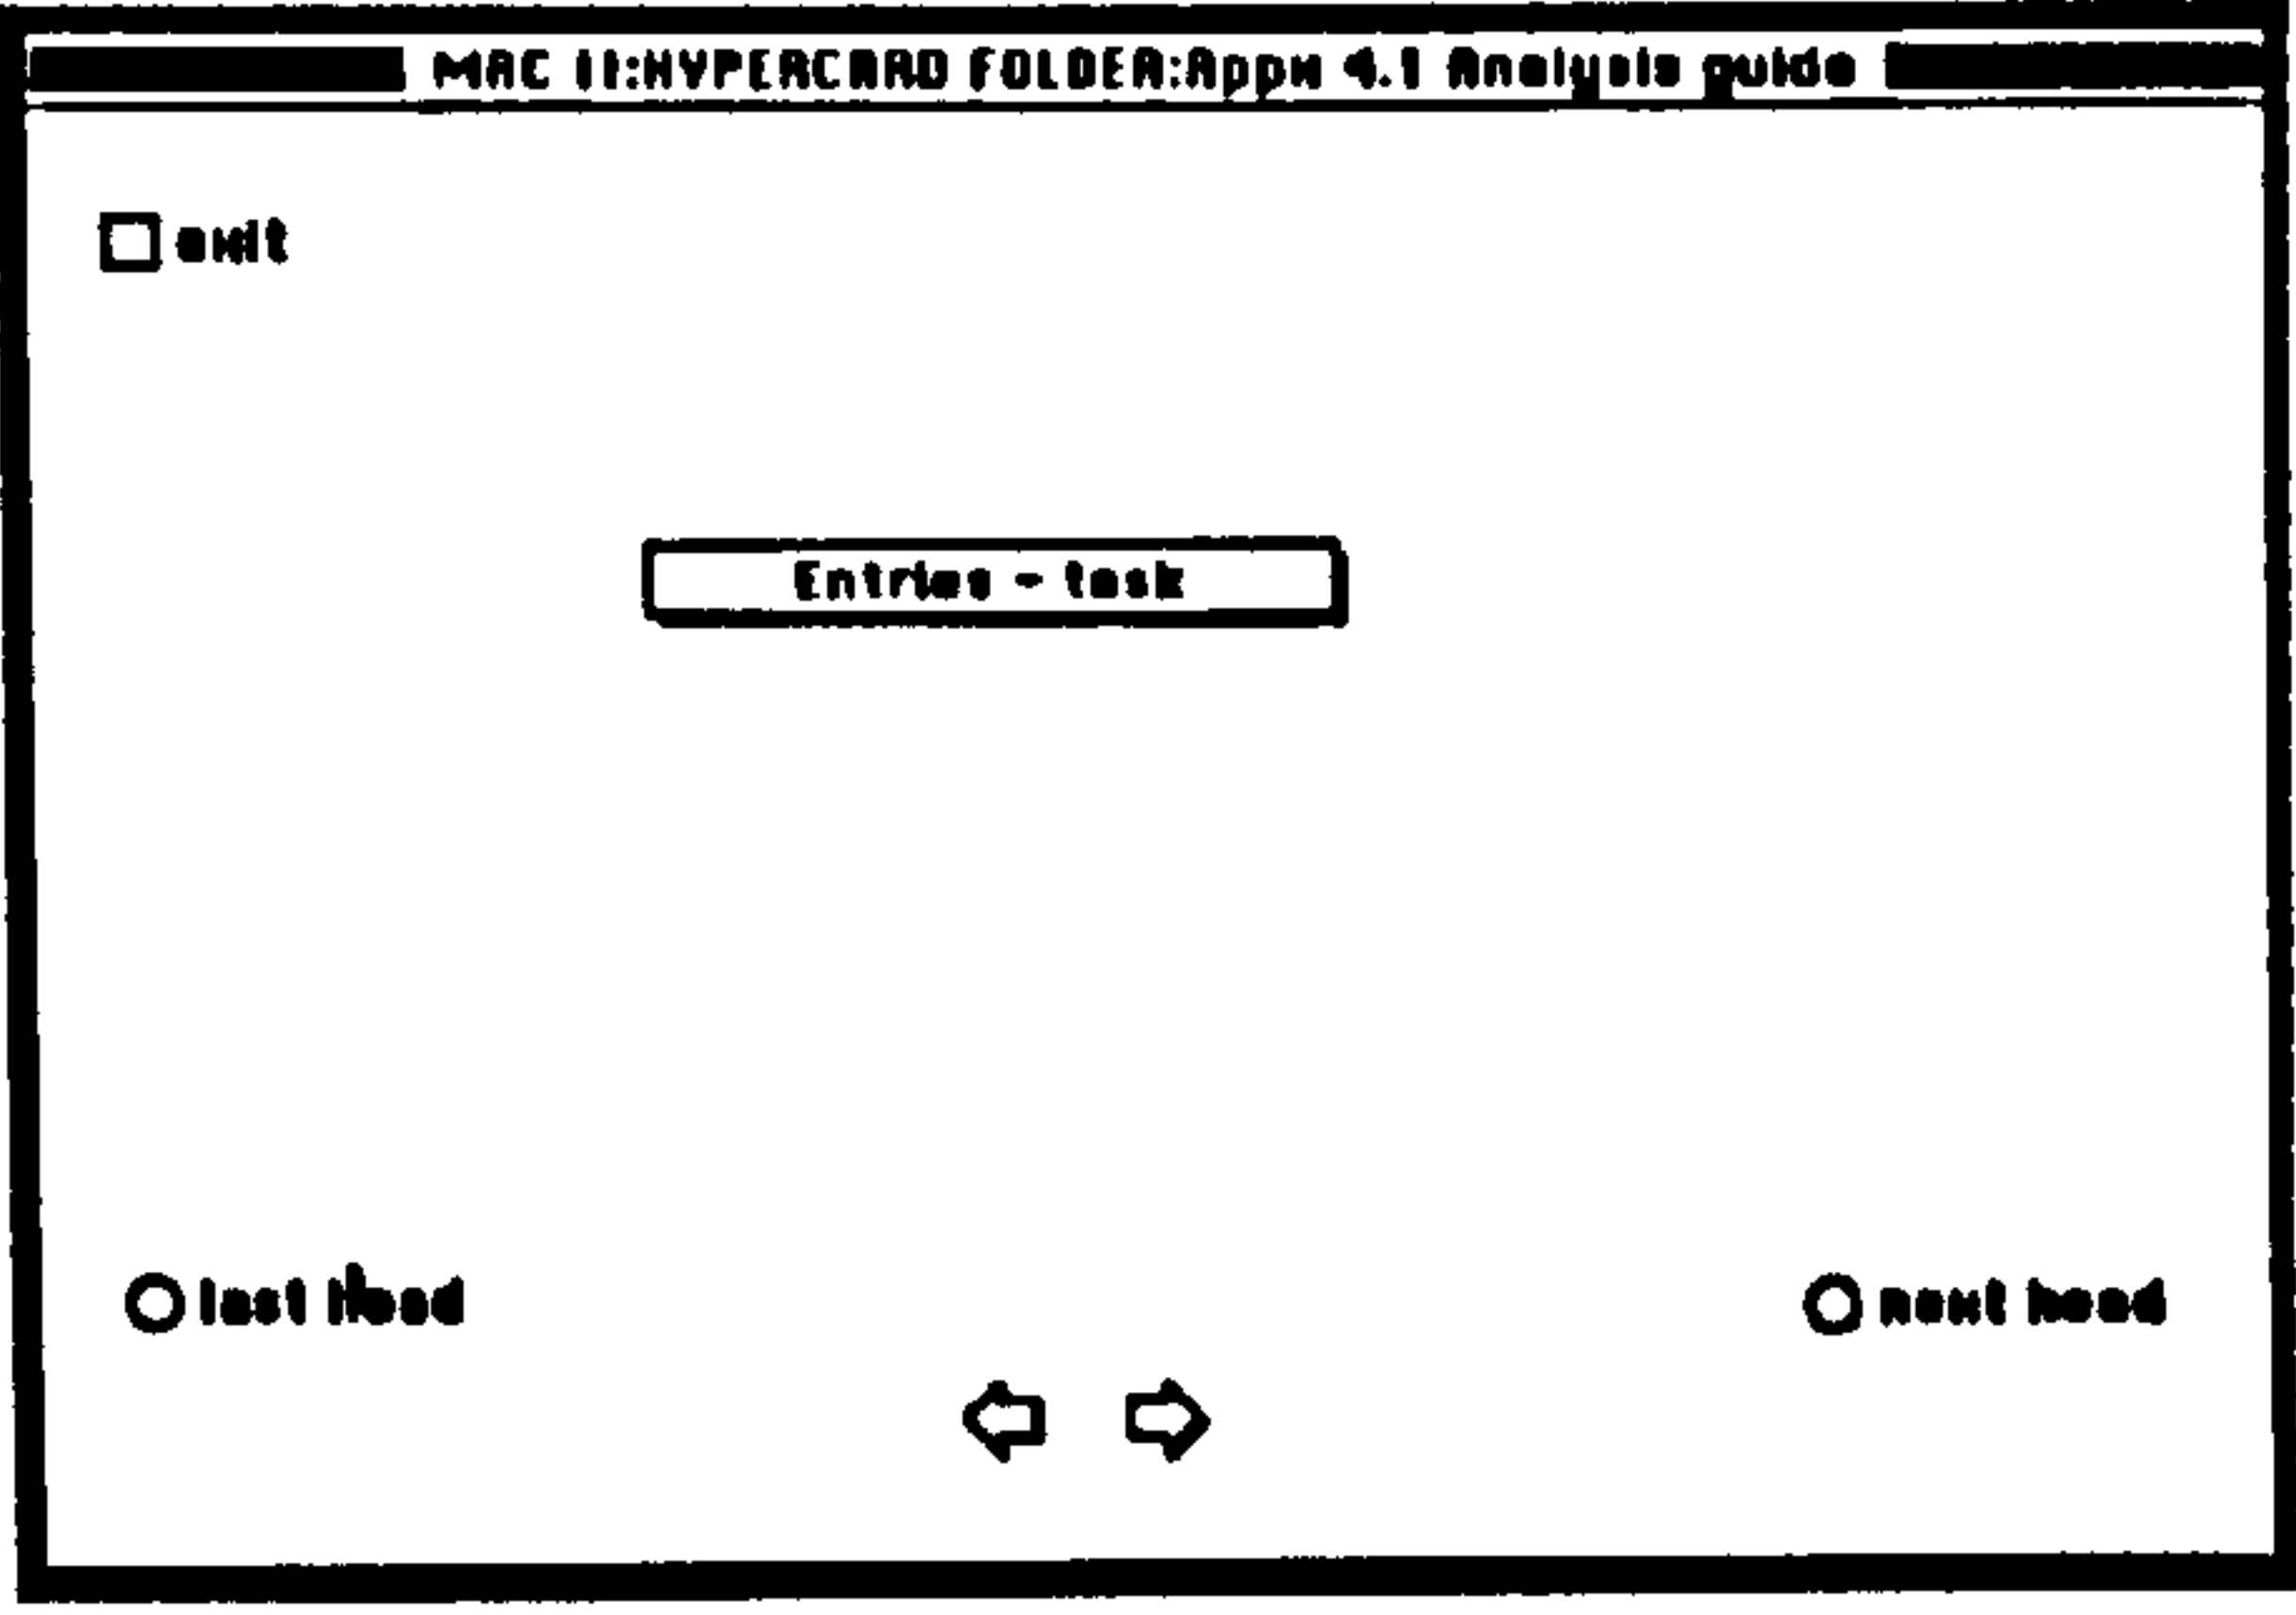 MAC II:HYPERCARD FOLDER:Appx 4.1 Analysis guide
exit
Entries - task
last head
next head